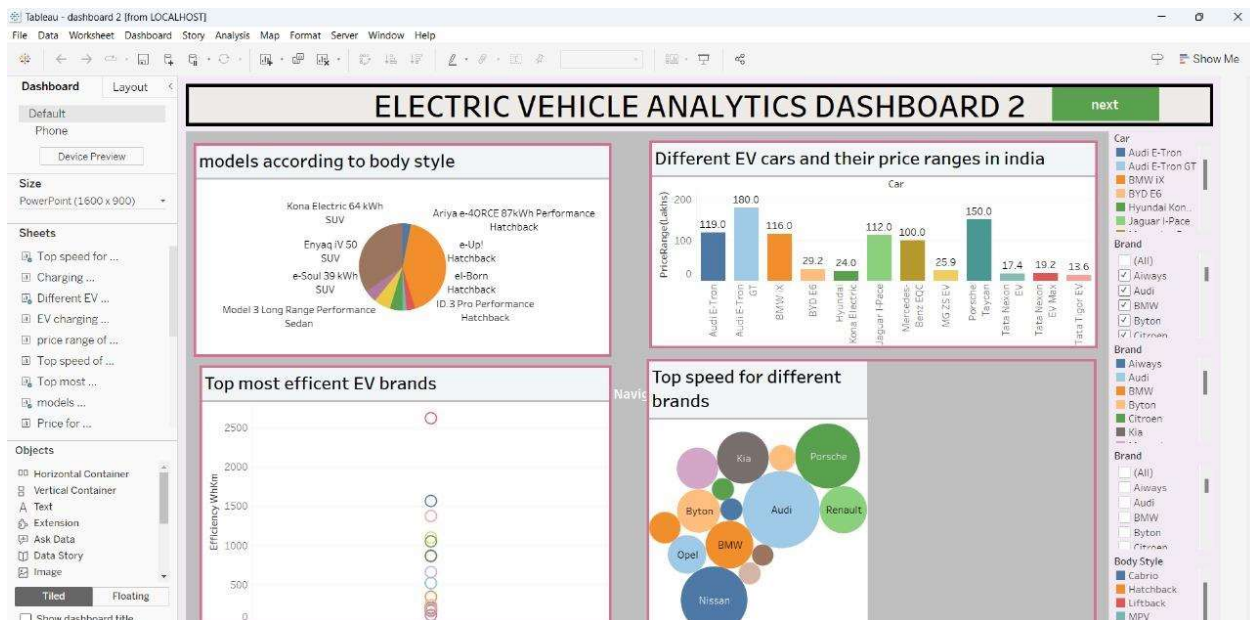 Tableau - dashboard 2 [from LOCALHOST]
File Data Worksheet Dashboard Story Analysis Map Format Server Window Help
Show Me
Dashboard Layout
Default
Phone
Device Preview
Size
PowerPoint (1600 x 900)
Sheets
Top speed for ...
Charging ...
Different EV ...
EV charging ...
price range of ...
Top speed of ...
Top most ...
models ...
Price for ...
Objects
Horizontal Container
Vertical Container
Text
Extension
Ask Data
Data Story
Image
Tiled Floating
Show dashboard title
ELECTRIC VEHICLE ANALYTICS DASHBOARD 2
next
models according to body style
Kona Electric 64 kWh
SUV
Ariya e-4ORCE 87kWh Performance
Hatchback
Enyaq iV 50
SUV
e-Up!
Hatchback
e-Soul 39 kWh
SUV
el-Born
Hatchback
Model 3 Long Range Performance
Sedan
ID.3 Pro Performance
Hatchback
Different EV cars and their price ranges in india
Car
PriceRange(Lakhs)
200
100
0
119.0
180.0
116.0
29.2
24.0
112.0
100.0
25.9
150.0
17.4
19.2
13.6
Audi E-Tron
Audi E-Tron
GT
BMW iX
BYD E6
Hyundai
Kona Electric
Jaguar I-Pace
Mercedes-
Benz EQC
MG ZS EV
Porsche
Taycan
Tata Nexon
EV
Tata Nexon
EV Max
Tata Tigor EV
Top most efficent EV brands
Efficiency WhKm
2500
2000
1500
1000
500
0
Navig
Top speed for different
brands
Kia
Porsche
Byton
Audi
Renault
Opel
BMW
Nissan
Car
Audi E-Tron
Audi E-Tron GT
BMW iX
BYD E6
Hyundai Kon...
Jaguar I-Pace
Brand
(All)
Aiways
Audi
BMW
Byton
Citroen
Brand
Aiways
Audi
BMW
Byton
Citroen
Kia
Brand
(All)
Aiways
Audi
BMW
Byton
Citroen
Body Style
Cabrio
Hatchback
Liftback
MPV